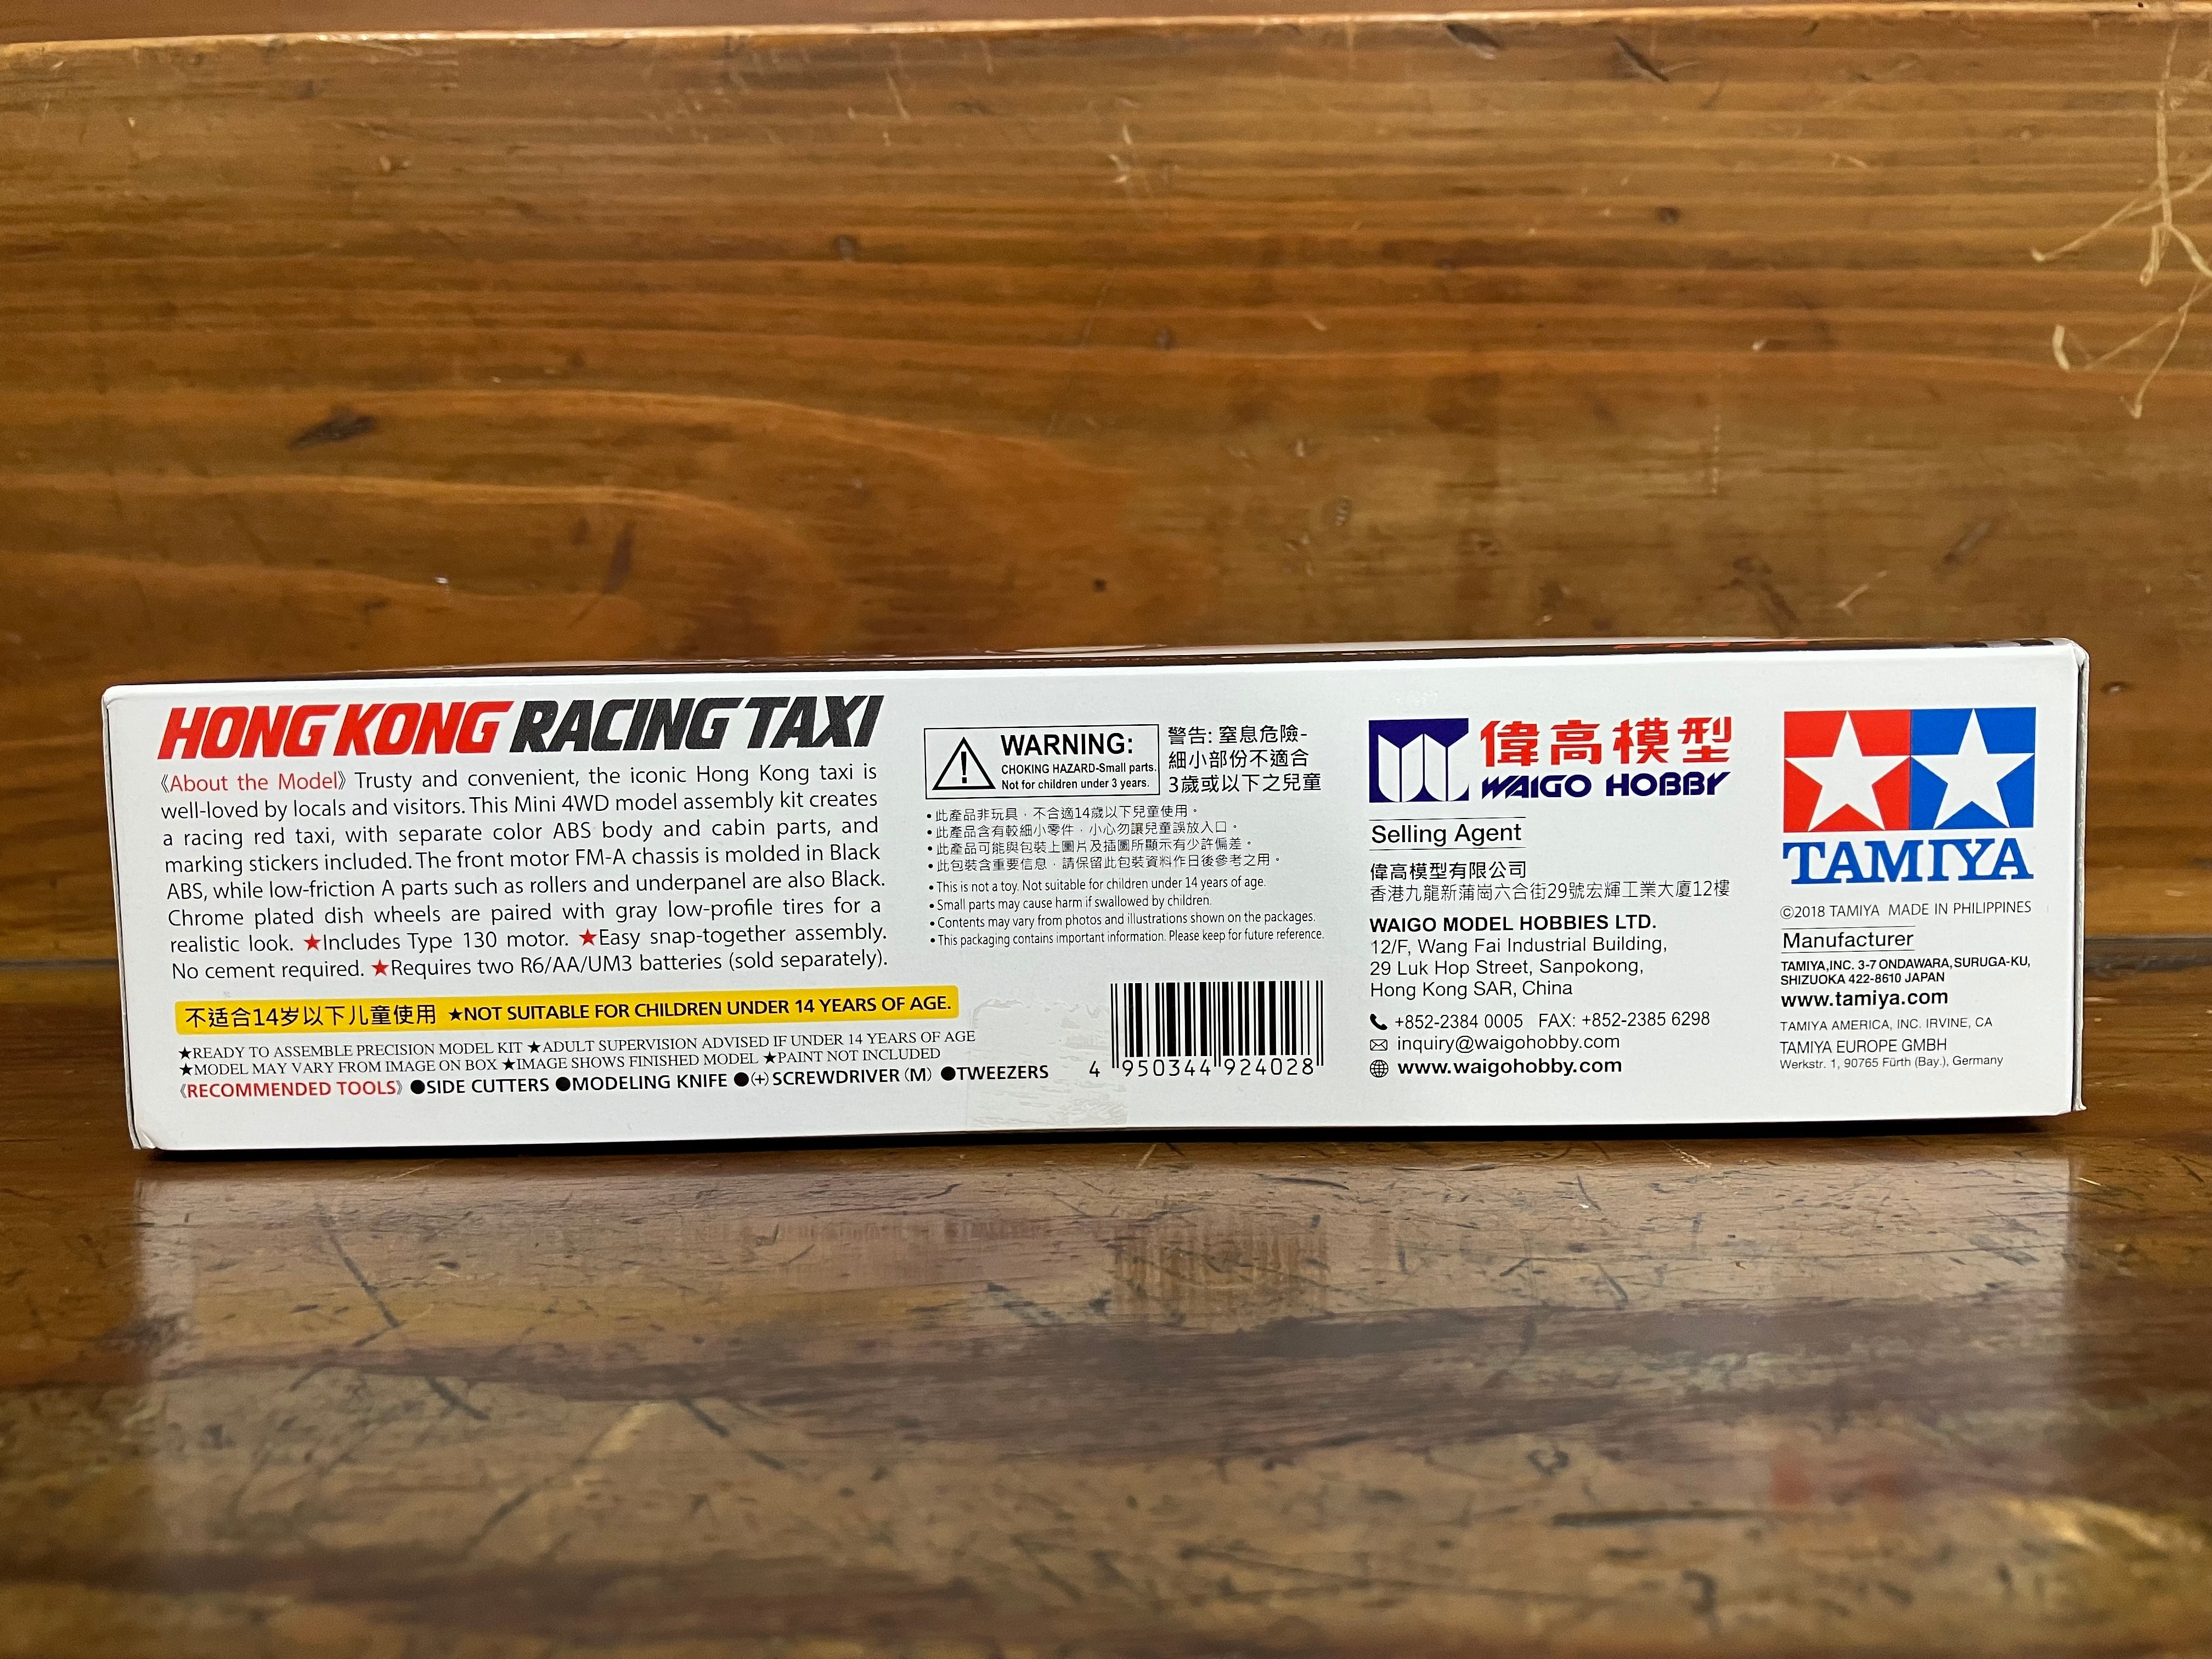 HONG KONG RACING TAXI
《About the Model》 Trusty and convenient, the iconic Hong Kong taxi is
well-loved by locals and visitors. This Mini 4WD model assembly kit creates
a racing red taxi, with separate color ABS body and cabin parts, and
marking stickers included. The front motor FM-A chassis is molded in Black
ABS, while low-friction A parts such as rollers and underpanel are also Black.
Chrome plated dish wheels are paired with gray low-profile tires for a
realistic look. ★Includes Type 130 motor. ★Easy snap-together assembly.
No cement required. ★Requires two R6/AA/UM3 batteries (sold separately).
不适合14岁以下儿童使用 ★NOT SUITABLE FOR CHILDREN UNDER 14 YEARS OF AGE.
★READY TO ASSEMBLE PRECISION MODEL KIT ★ADULT SUPERVISION ADVISED IF UNDER 14 YEARS OF AGE
★MODEL MAY VARY FROM IMAGE ON BOX ★IMAGE SHOWS FINISHED MODEL ★PAINT NOT INCLUDED
《RECOMMENDED TOOLS》 ●SIDE CUTTERS ●MODELING KNIFE ●(+)SCREWDRIVER (M) ●TWEEZERS
WARNING:
CHOKING HAZARD-Small parts.
Not for children under 3 years.
警告: 窒息危險-
細小部份不適合
3歲或以下之兒童
•此產品非玩具，不合適14歲以下兒童使用。
•此產品含有較細小零件，小心勿讓兒童誤放入口。
•此產品可能與包裝上圖片及插圖所顯示有少許偏差。
•此包裝含重要信息，請保留此包裝資料作日後參考之用。
•This is not a toy. Not suitable for children under 14 years of age.
•Small parts may cause harm if swallowed by children.
•Contents may vary from photos and illustrations shown on the packages.
•This packaging contains important information. Please keep for future reference.
4 950344 924028
偉高模型
WAIGO HOBBY
Selling Agent
偉高模型有限公司
香港九龍新蒲崗六合街29號宏輝工業大廈12樓
WAIGO MODEL HOBBIES LTD.
12/F, Wang Fai Industrial Building,
29 Luk Hop Street, Sanpokong,
Hong Kong SAR, China
+852-2384 0005 FAX: +852-2385 6298
inquiry@waigohobby.com
www.waigohobby.com
TAMIYA
©2018 TAMIYA MADE IN PHILIPPINES
Manufacturer
TAMIYA,INC. 3-7 ONDAWARA,SURUGA-KU,
SHIZUOKA 422-8610 JAPAN
www.tamiya.com
TAMIYA AMERICA, INC. IRVINE, CA
TAMIYA EUROPE GMBH
Werkstr. 1, 90765 Fürth (Bay.), Germany